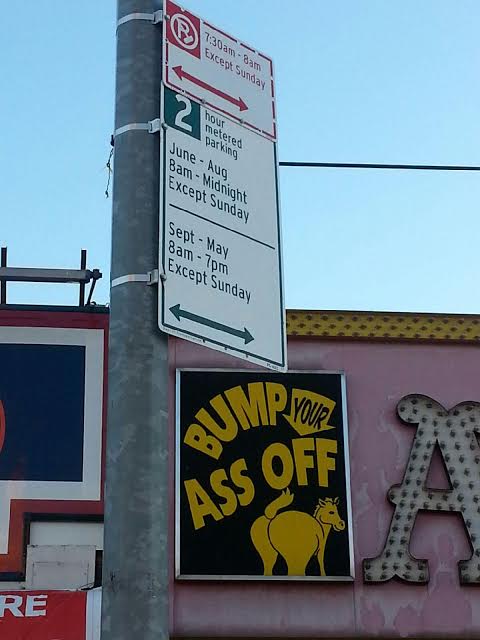 P
7:30am - 8am
Except Sunday
2 hour
metered
parking
June - Aug
8am - Midnight
Except Sunday
Sept - May
8am - 7pm
Except Sunday
BUMP YOUR
ASS OFF
A
RE